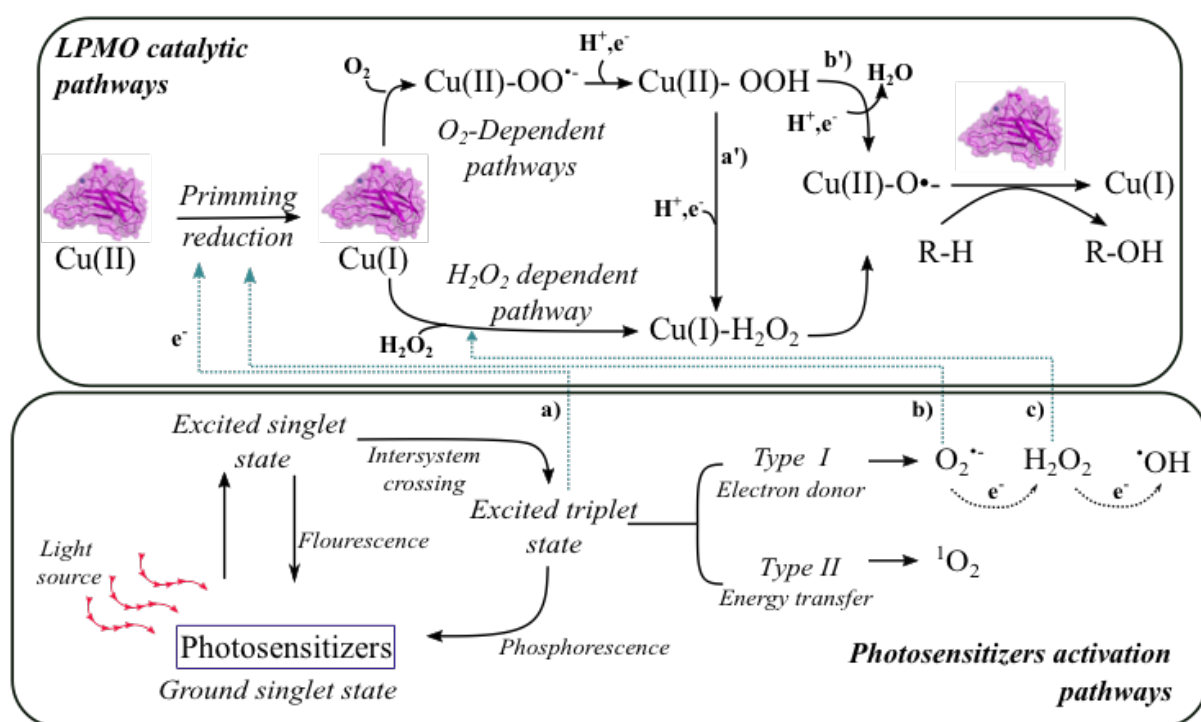 LPMO catalytic
pathways
O₂
Cu(II)-OO•-
H⁺,e⁻
Cu(II)- OOH
b')
H₂O
H⁺,e⁻
O₂-Dependent
pathways
a')
Primming
reduction
Cu(II)
Cu(I)
H⁺,e⁻
Cu(II)-O•-
Cu(I)
R-H
R-OH
H₂O₂ dependent
pathway
H₂O₂
Cu(I)-H₂O₂
e⁻
a)
b)
c)
Excited singlet
state
Intersystem
crossing
Excited triplet
state
Type I
Electron donor
O₂•-
H₂O₂
•OH
e⁻
e⁻
Flourescence
Light
source
Type II
Energy transfer
¹O₂
Photosensitizers
Phosphorescence
Ground singlet state
Photosensitizers activation
pathways